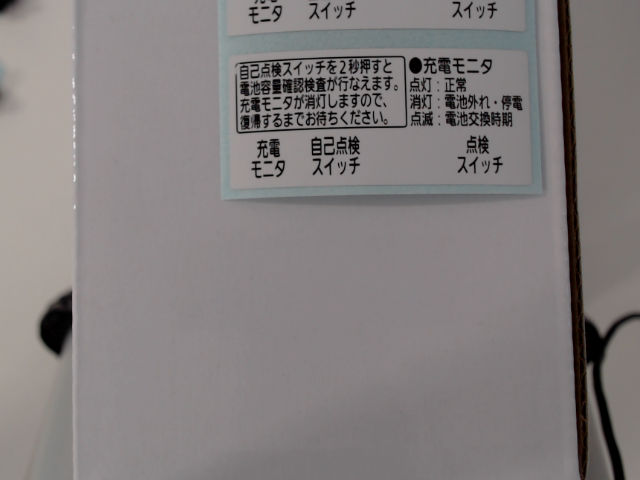 モニタ スイッチ スイッチ
自己点検スイッチを2秒押すと
電池容量確認検査が行なえます。
充電モニタが消灯しますので、
復帰するまでお待ちください。
●充電モニタ
点灯:正常
消灯:電池外れ・停電
点滅:電池交換時期
充電 自己点検 点検
モニタ スイッチ スイッチ